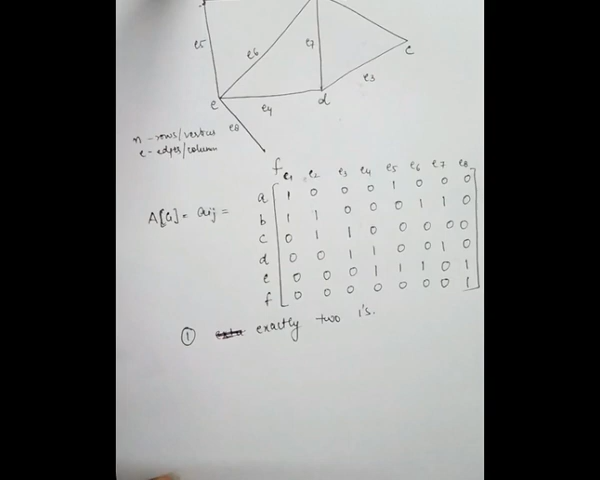 e5
e6
e7
c
e3
e
e4
d
e8
n - rows/vertices
e - edges/column
f
e1 e2 e3 e4 e5 e6 e7 e8
a 1 0 0 0 1 0 0 0
A[G] = aij =
b 1 1 0 0 0 1 1 0
c 0 1 1 0 0 0 0 0
d 0 0 1 1 0 0 1 0
e 0 0 0 1 1 1 0 1
f 0 0 0 0 0 0 0 1
① exactly two 1's.